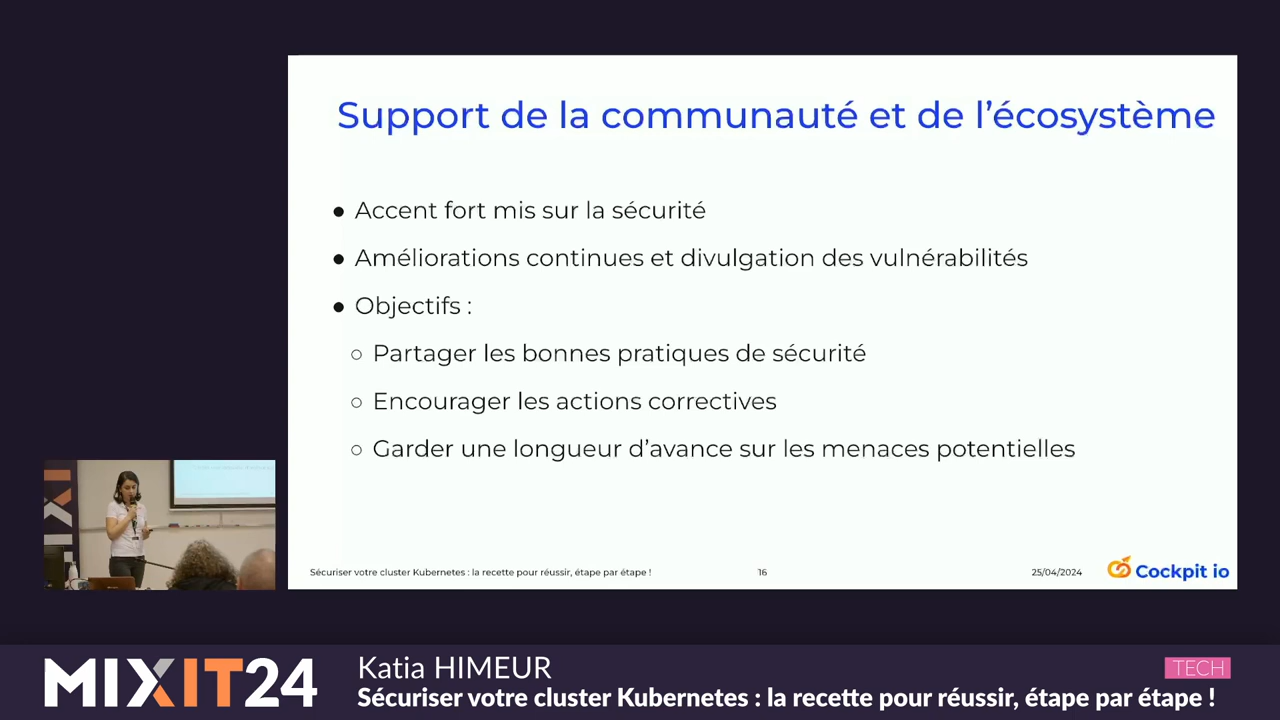 Support de la communauté et de l’écosystème
● Accent fort mis sur la sécurité
● Améliorations continues et divulgation des vulnérabilités
● Objectifs :
○ Partager les bonnes pratiques de sécurité
○ Encourager les actions correctives
○ Garder une longueur d’avance sur les menaces potentielles
Sécuriser votre cluster Kubernetes : la recette pour réussir, étape par étape !
16
25/04/2024
Cockpit io
MIXIT24
Katia HIMEUR
TECH
Sécuriser votre cluster Kubernetes : la recette pour réussir, étape par étape !